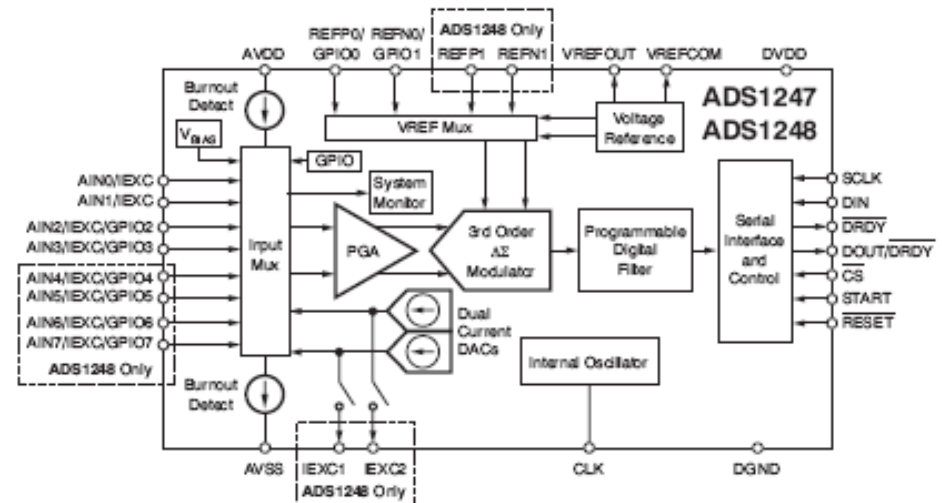 ADS1248 Only
REFP0/ REFN0/
AVDD GPIO0 GPIO1 REFP1 REFN1 VREFOUT VREFCOM DVDD
Burnout
Detect
VREF Mux
Voltage
Reference
ADS1247
ADS1248
VBIAS
GPIO
System
Monitor
AIN0/IEXC
AIN1/IEXC
AIN2/IEXC/GPIO2
AIN3/IEXC/GPIO3
AIN4/IEXC/GPIO4
AIN5/IEXC/GPIO5
AIN6/IEXC/GPIO6
AIN7/IEXC/GPIO7
ADS1248 Only
Input
Mux
PGA
3rd Order
ΔΣ
Modulator
Programmable
Digital
Filter
Serial
Interface
and
Control
SCLK
DIN
DRDY
DOUT/DRDY
CS
START
RESET
Dual
Current
DACs
Internal Oscillator
Burnout
Detect
AVSS IEXC1 IEXC2 CLK DGND
ADS1248 Only